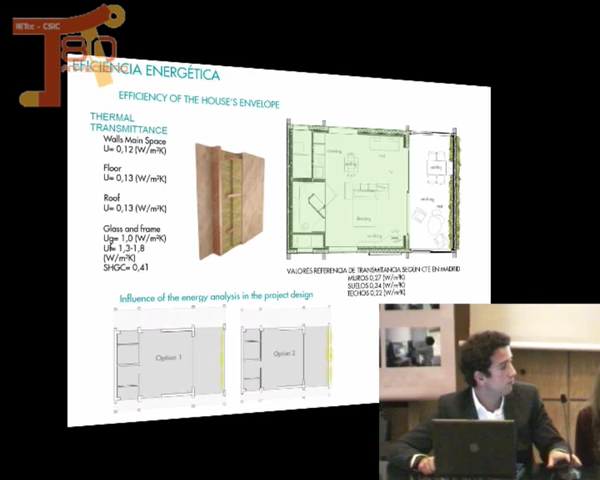 IETcc - CSIC
EFICIENCIA ENERGÉTICA
EFFICIENCY OF THE HOUSE'S ENVELOPE
THERMAL
TRANSMITTANCE
Walls Main Space
U= 0,12 (W/m²K)
Floor
U= 0,13 (W/m²K)
Roof
U= 0,13 (W/m²K)
Glass and frame
Ug= 1,0 (W/m²K)
Uf= 1,3-1,8
(W/m²K)
SHGC= 0,41
VALORES REFERENCIA DE TRANSMITANCIA SEGUN CTE EN MADRID
MUROS 0,27 (W/m²K)
SUELOS 0,34 (W/m²K)
TECHOS 0,22 (W/m²K)
Influence of the energy analysis in the project design
Option 1
Option 2